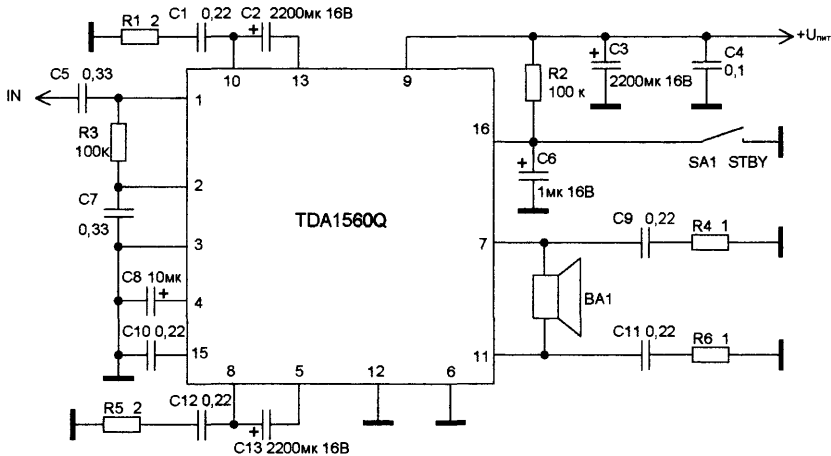 R1 2
C1
0,22
C2
2200мк 16В
+Uпит
10
13
9
C5 0,33
IN
1
R3
100к
2
C7
0,33
3
C8 10мк
+
4
C10 0,22
15
TDA1560Q
R2
100 к
+
C3
2200мк 16В
C4
0,1
16
+
C6
1мк 16В
SA1 STBY
7
C9
0,22
R4 1
BA1
11
C11 0,22
R6 1
8
5
12
6
R5 2
C12 0,22
+
C13 2200мк 16В
+